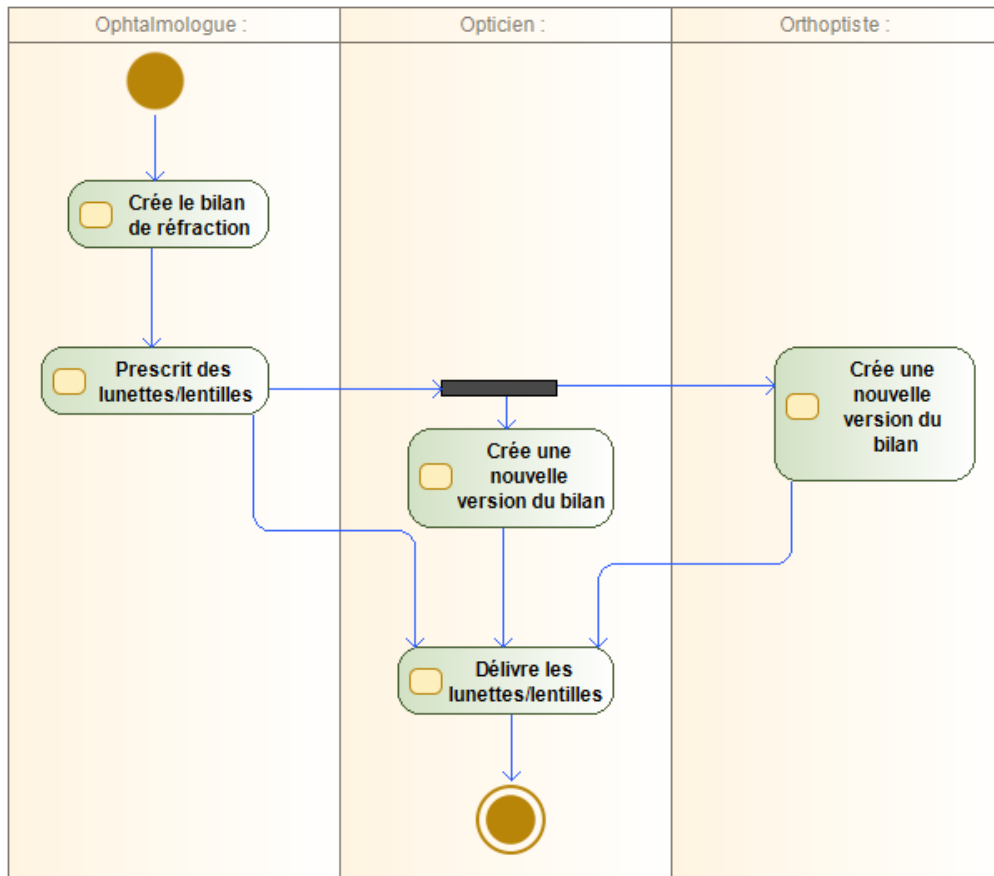 Ophtalmologue :
Opticien :
Orthoptiste :
Crée le bilan
de réfraction
Prescrit des
lunettes/lentilles
Crée une
nouvelle
version du
bilan
Crée une
nouvelle
version du bilan
Délivre les
lunettes/lentilles